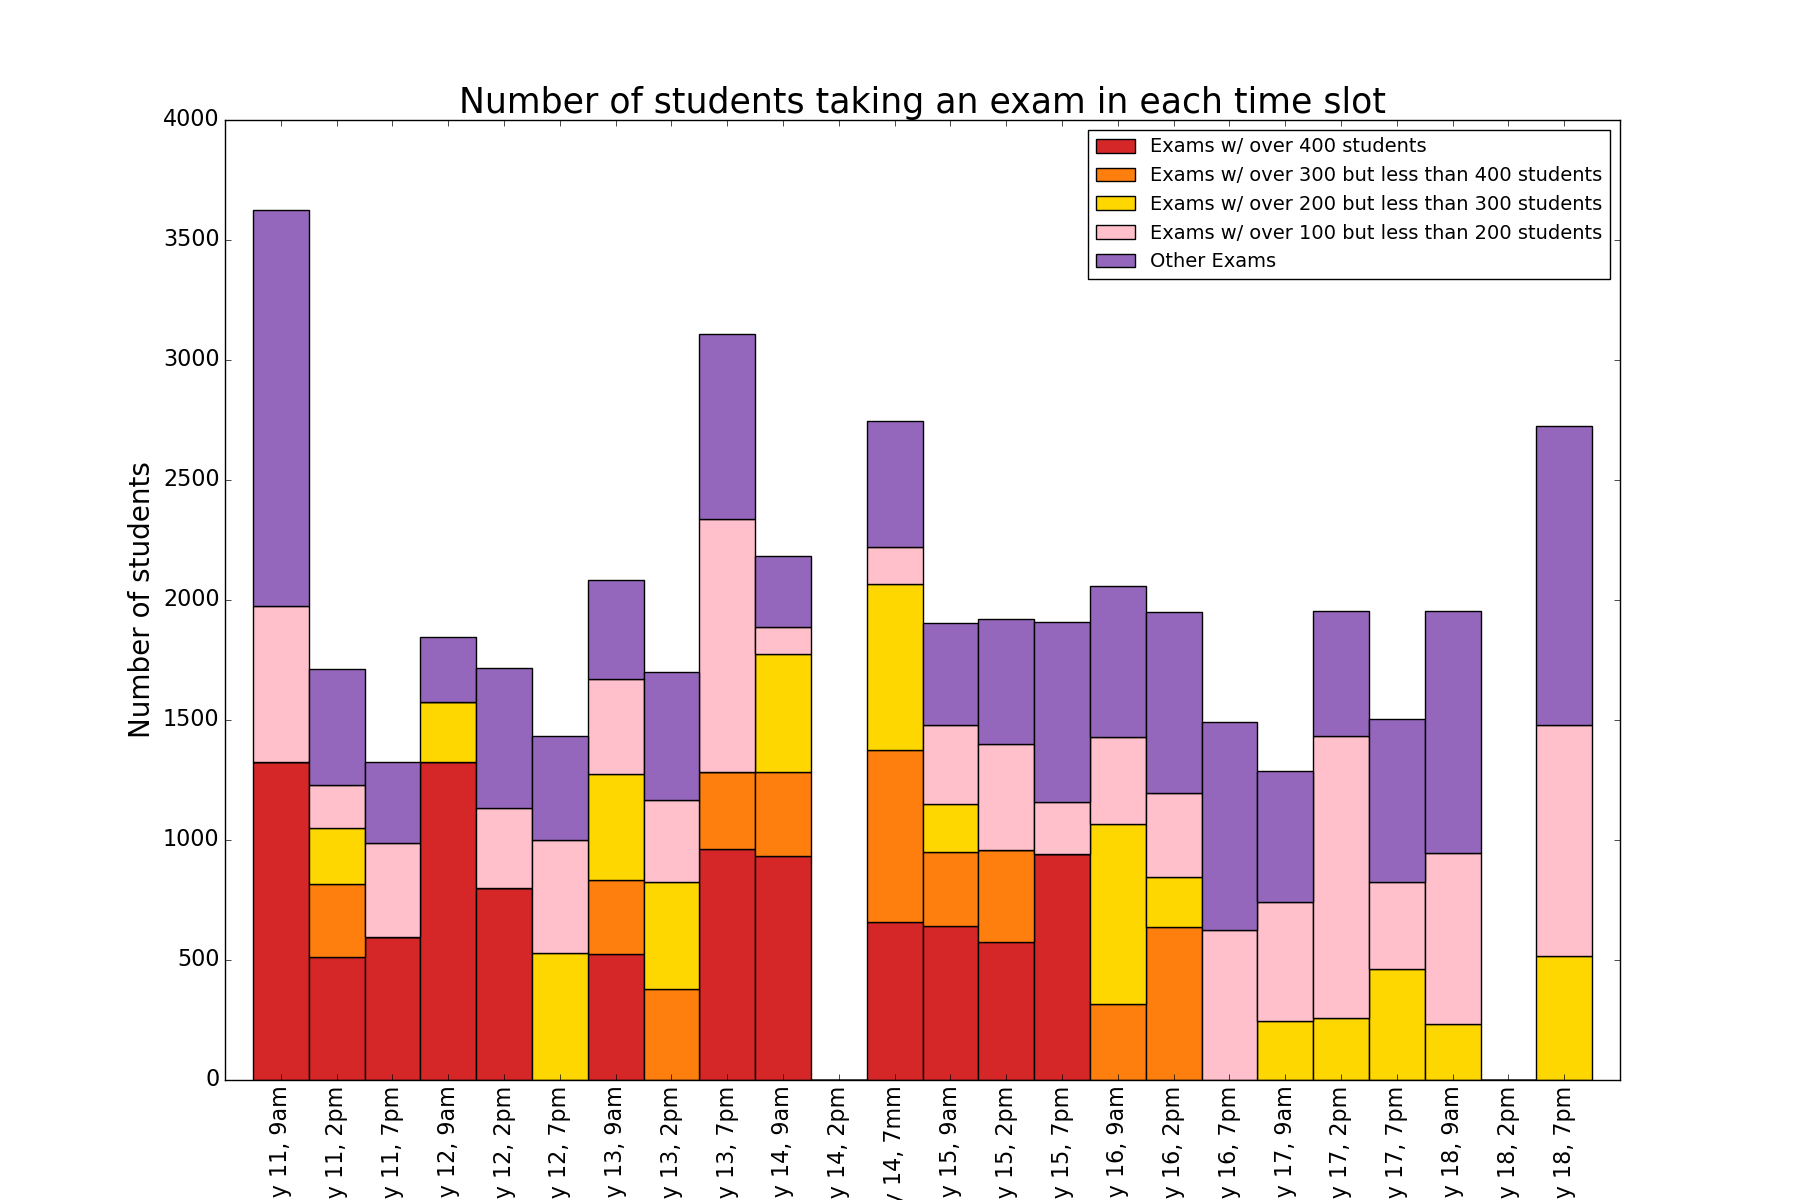 Number of students taking an exam in each time slot
Exams w/ over 400 students
Exams w/ over 300 but less than 400 students
Exams w/ over 200 but less than 300 students
Exams w/ over 100 but less than 200 students
Other Exams
Number of students
4000
3500
3000
2500
2000
1500
1000
500
0
y 11, 9am
y 11, 2pm
y 11, 7pm
y 12, 9am
y 12, 2pm
y 12, 7pm
y 13, 9am
y 13, 2pm
y 13, 7pm
y 14, 9am
y 14, 2pm
y 14, 7mm
y 15, 9am
y 15, 2pm
y 15, 7pm
y 16, 9am
y 16, 2pm
y 16, 7pm
y 17, 9am
y 17, 2pm
y 17, 7pm
y 18, 9am
y 18, 2pm
y 18, 7pm